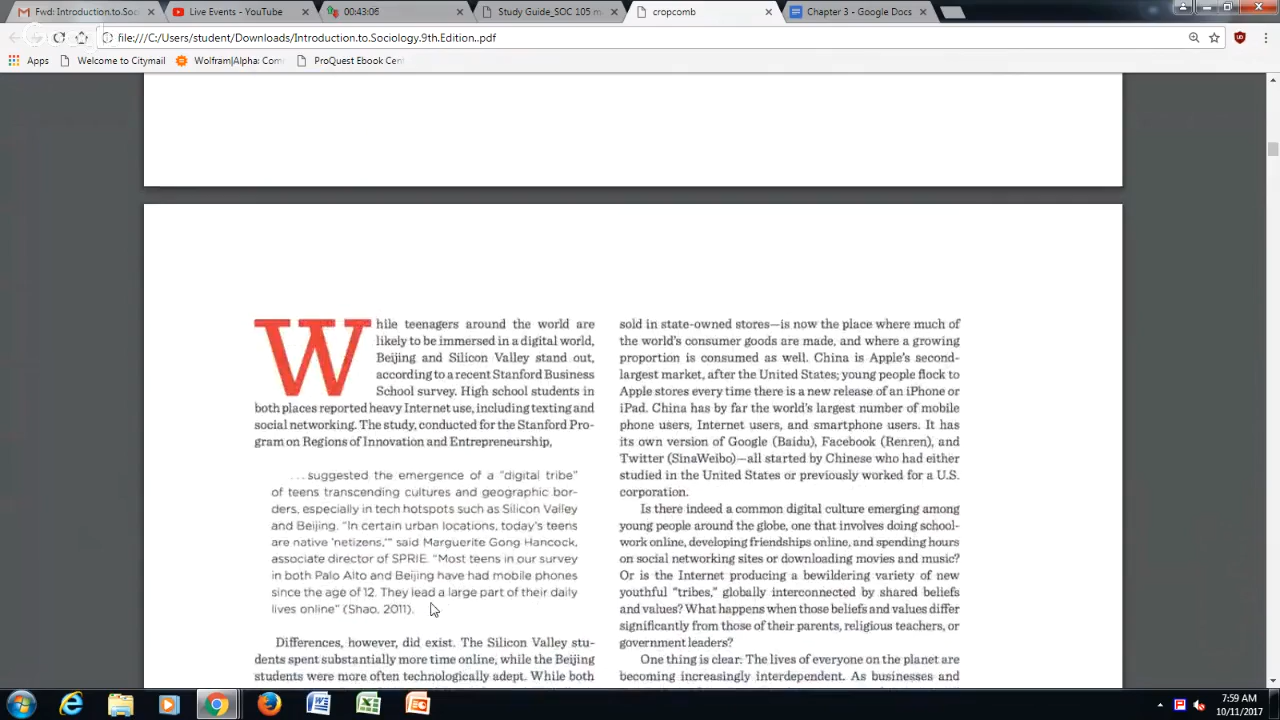 Fwd: Introduction.to.Soc
Live Events - YouTube
00:43:06
Study Guide_SOC 105 m
cropcomb
Chapter 3 - Google Docs
file:///C:/Users/student/Downloads/Introduction.to.Sociology.9th.Edition..pdf
Apps
Welcome to Citymail
Wolfram|Alpha: Com
ProQuest Ebook Cen
While teenagers around the world are
likely to be immersed in a digital world,
Beijing and Silicon Valley stand out,
according to a recent Stanford Business
School survey. High school students in
both places reported heavy Internet use, including texting and
social networking. The study, conducted for the Stanford Pro-
gram on Regions of Innovation and Entrepreneurship,
. . . suggested the emergence of a “digital tribe”
of teens transcending cultures and geographic bor-
ders, especially in tech hotspots such as Silicon Valley
and Beijing. “In certain urban locations, today’s teens
are native ‘netizens,’” said Marguerite Gong Hancock,
associate director of SPRIE. “Most teens in our survey
in both Palo Alto and Beijing have had mobile phones
since the age of 12. They lead a large part of their daily
lives online” (Shao, 2011).
Differences, however, did exist. The Silicon Valley stu-
dents spent substantially more time online, while the Beijing
students were more often technologically adept. While both
sold in state-owned stores—is now the place where much of
the world’s consumer goods are made, and where a growing
proportion is consumed as well. China is Apple’s second-
largest market, after the United States; young people flock to
Apple stores every time there is a new release of an iPhone or
iPad. China has by far the world’s largest number of mobile
phone users, Internet users, and smartphone users. It has
its own version of Google (Baidu), Facebook (Renren), and
Twitter (SinaWeibo)—all started by Chinese who had either
studied in the United States or previously worked for a U.S.
corporation.
Is there indeed a common digital culture emerging among
young people around the globe, one that involves doing school-
work online, developing friendships online, and spending hours
on social networking sites or downloading movies and music?
Or is the Internet producing a bewildering variety of new
youthful “tribes,” globally interconnected by shared beliefs
and values? What happens when those beliefs and values differ
significantly from those of their parents, religious teachers, or
government leaders?
One thing is clear: The lives of everyone on the planet are
becoming increasingly interdependent. As businesses and
7:59 AM
10/11/2017